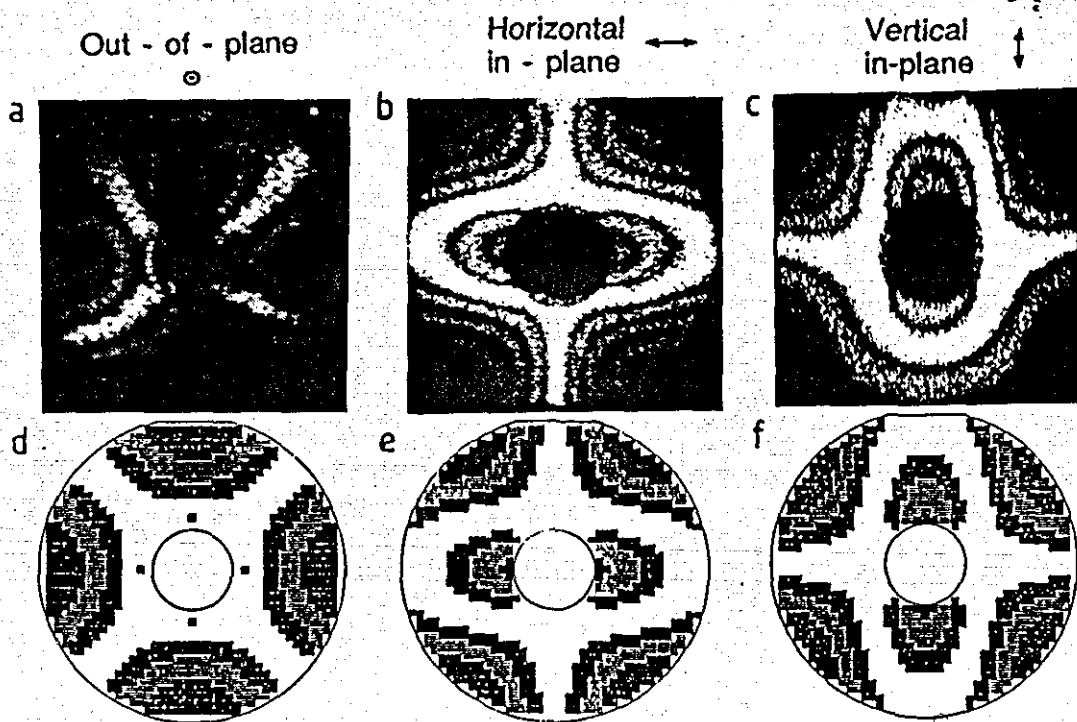 Out - of - plane
Horizontal
in - plane
Vertical
in-plane
a
b
c
d
e
f